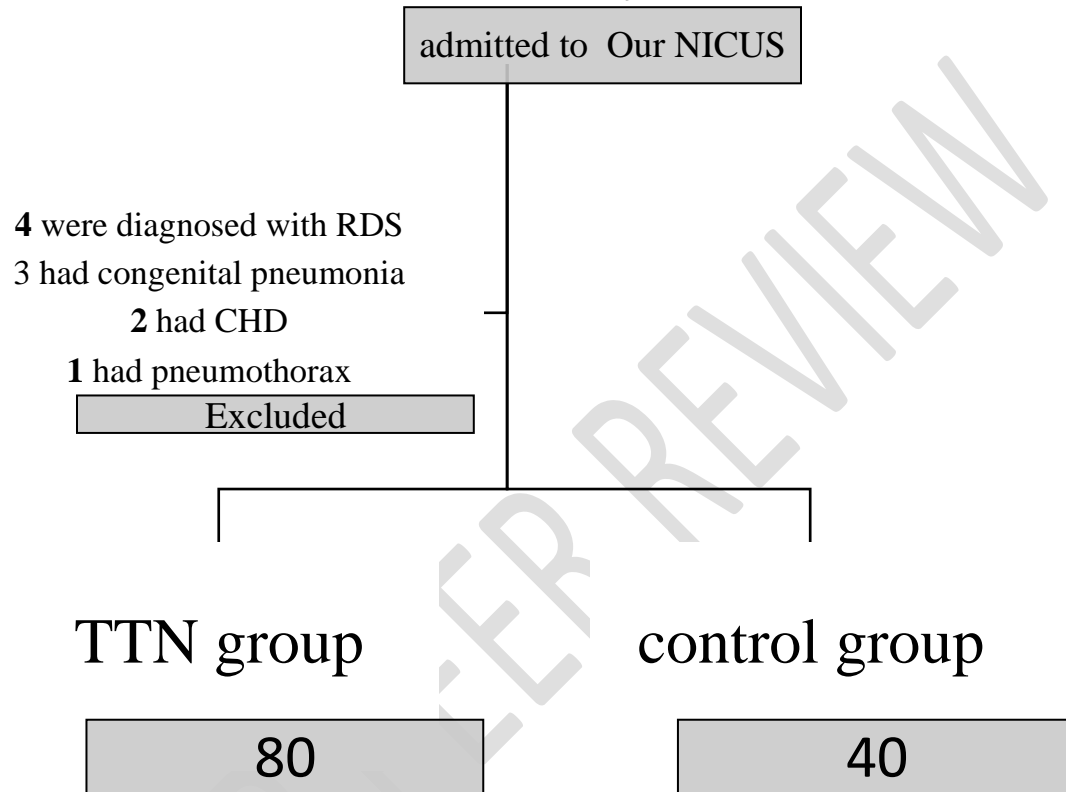 admitted to Our NICUS
4 were diagnosed with RDS
3 had congenital pneumonia
2 had CHD
1 had pneumothorax
Excluded
TTN group
control group
80
40
ER REVIEW